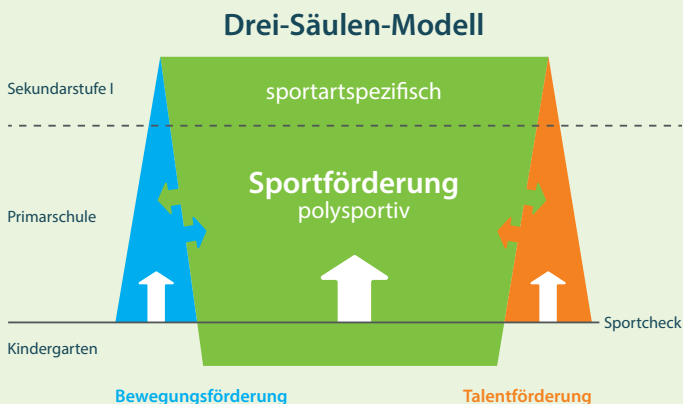 Drei-Säulen-Modell
Sekundarstufe I
sportartspezifisch
Sportförderung
polysportiv
Primarschule
Sportcheck
Kindergarten
Bewegungsförderung
Talentförderung